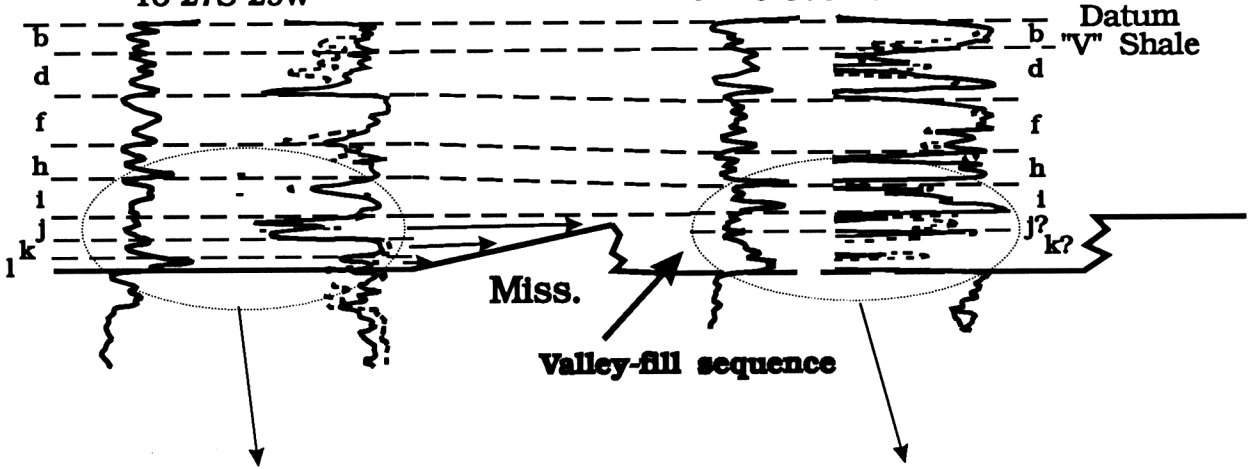 Datum
"V" Shale
b
d
f
h
i
j
k
l
b
d
f
h
i
j?
k?
Miss.
Valley-fill sequence